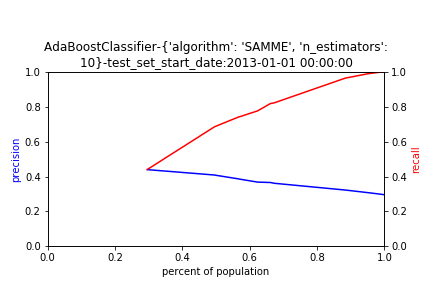 AdaBoostClassifier-{'algorithm': 'SAMME', 'n_estimators':
10}-test_set_start_date:2013-01-01 00:00:00
1.0
0.8
0.6
0.4
0.2
0.0
precision
1.0
0.8
0.6
0.4
0.2
0.0
recall
0.0 0.2 0.4 0.6 0.8 1.0
percent of population